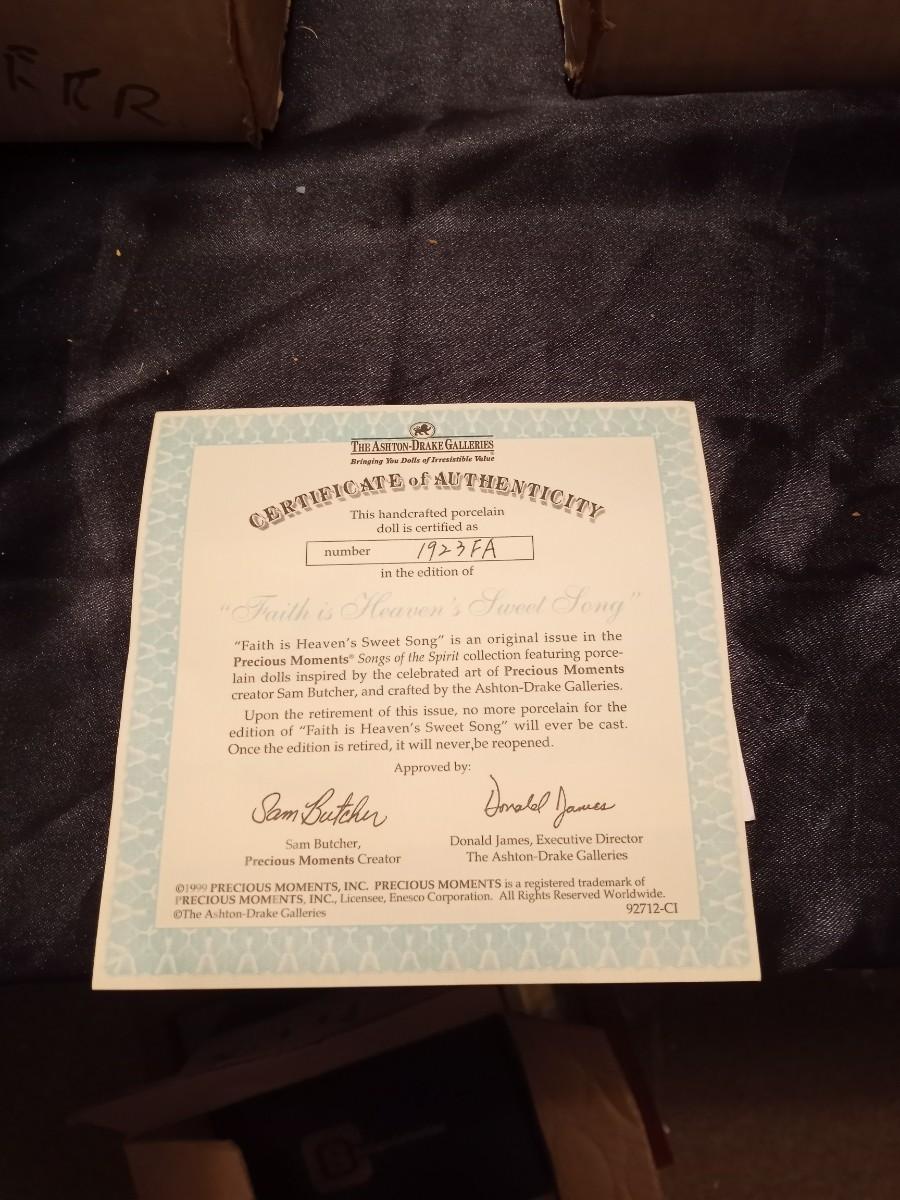 THE ASHTON-DRAKE GALLERIES
Bringing You Dolls of Irresistible Value
CERTIFICATE of AUTHENTICITY
This handcrafted porcelain
doll is certified as
number 1923FA
in the edition of
"Faith is Heaven's Sweet Song"
"Faith is Heaven's Sweet Song" is an original issue in the
Precious Moments® Songs of the Spirit collection featuring porce-
lain dolls inspired by the celebrated art of Precious Moments
creator Sam Butcher, and crafted by the Ashton-Drake Galleries.
Upon the retirement of this issue, no more porcelain for the
edition of "Faith is Heaven's Sweet Song" will ever be cast.
Once the edition is retired, it will never be reopened.
Approved by:
Sam Butcher Donald James
Sam Butcher, Donald James, Executive Director
Precious Moments Creator The Ashton-Drake Galleries
©1999 PRECIOUS MOMENTS, INC. PRECIOUS MOMENTS is a registered trademark of
PRECIOUS MOMENTS, INC., Licensee, Enesco Corporation. All Rights Reserved Worldwide.
©The Ashton-Drake Galleries 92712-CI